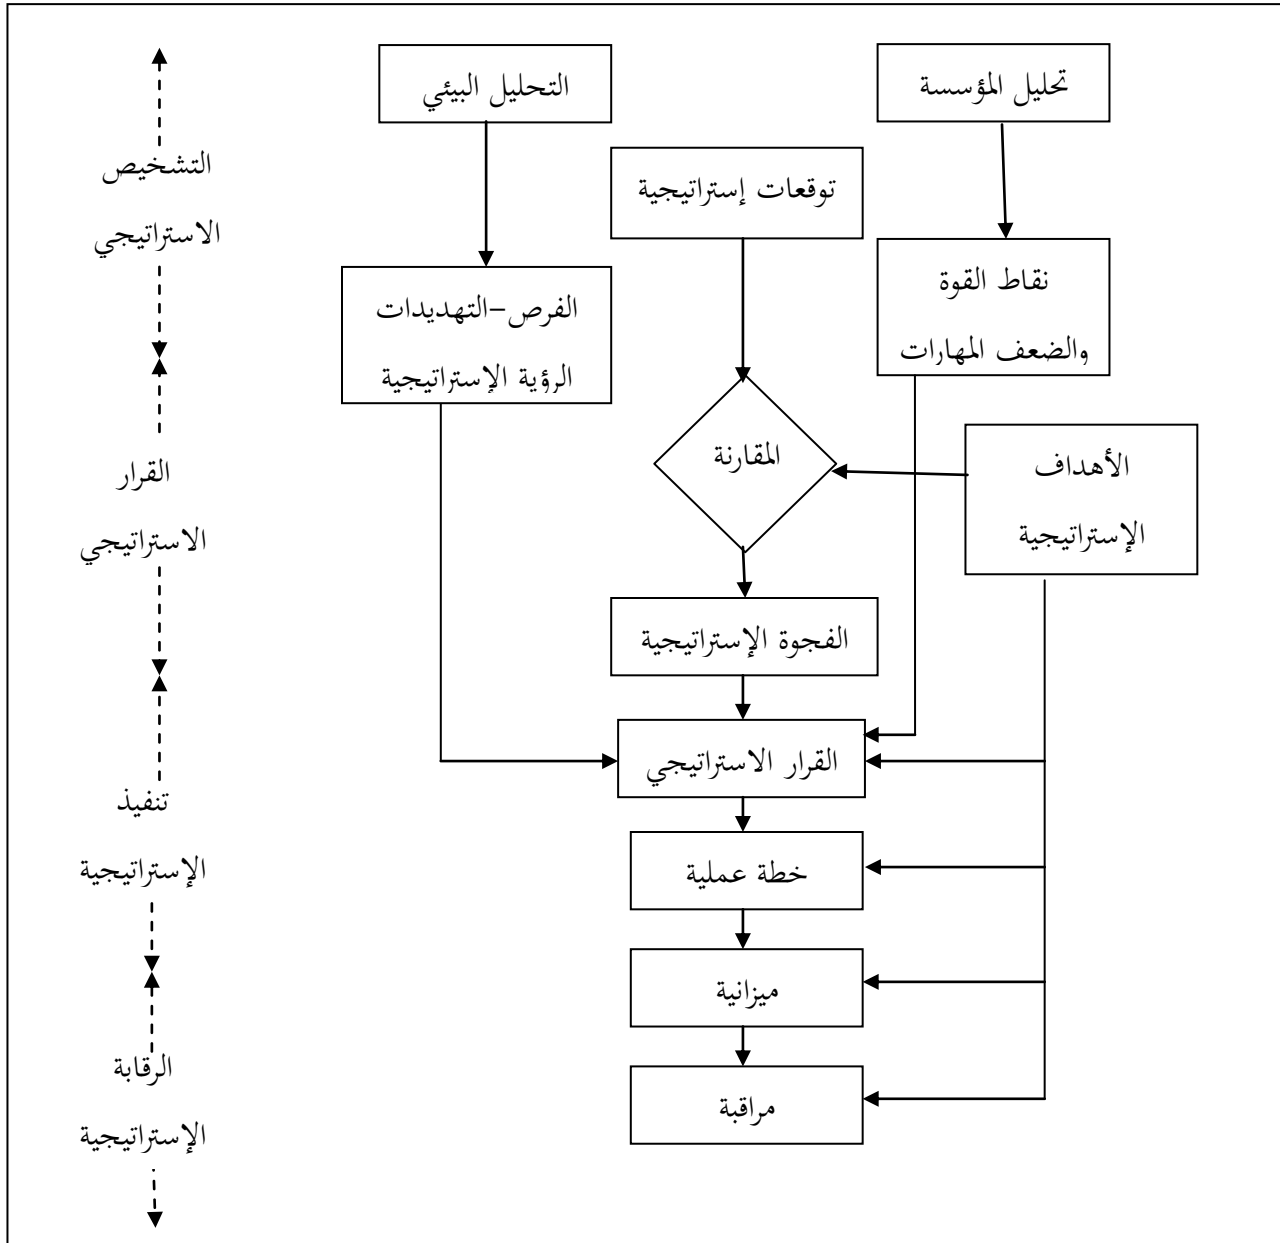 تحليل المؤسسة
التحليل البيئي
توقعات إستراتيجية
نقاط القوة
والضعف المهارات
الفرص-التهديدات
الرؤية الإستراتيجية
المقارنة
الأهداف
الإستراتيجية
الفجوة الإستراتيجية
القرار الاستراتيجي
خطة عملية
ميزانية
مراقبة
التشخيص
الاستراتيجي
القرار
الاستراتيجي
تنفيذ
الإستراتيجية
الرقابة
الإستراتيجية